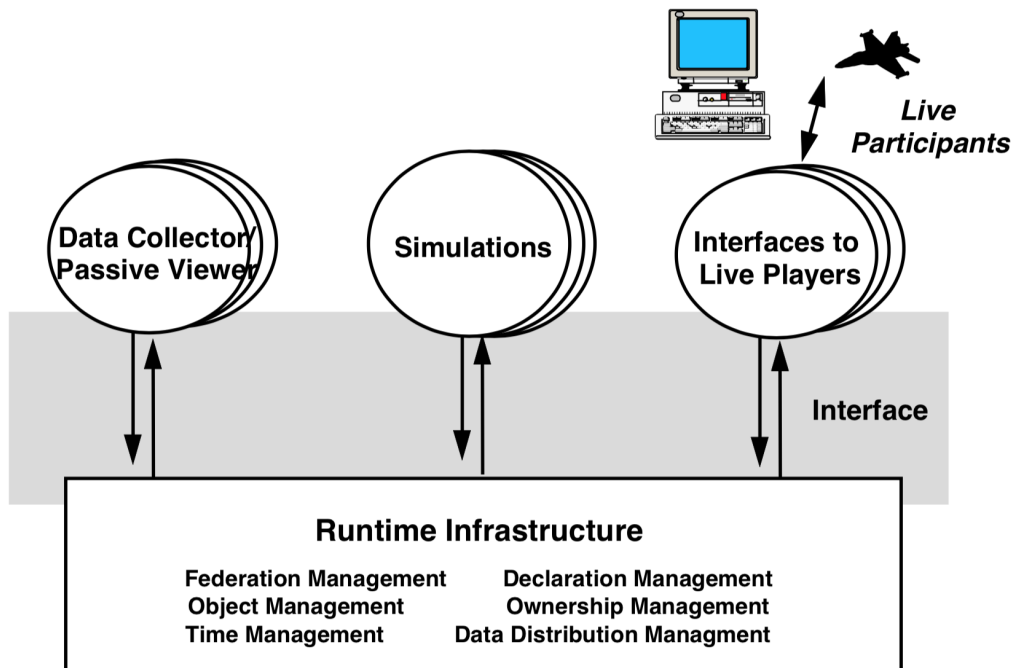 Live
Participants
Data Collector/
Passive Viewer
Simulations
Interfaces to
Live Players
Interface
Runtime Infrastructure
Federation Management
Declaration Management
Object Management
Ownership Management
Time Management
Data Distribution Managment